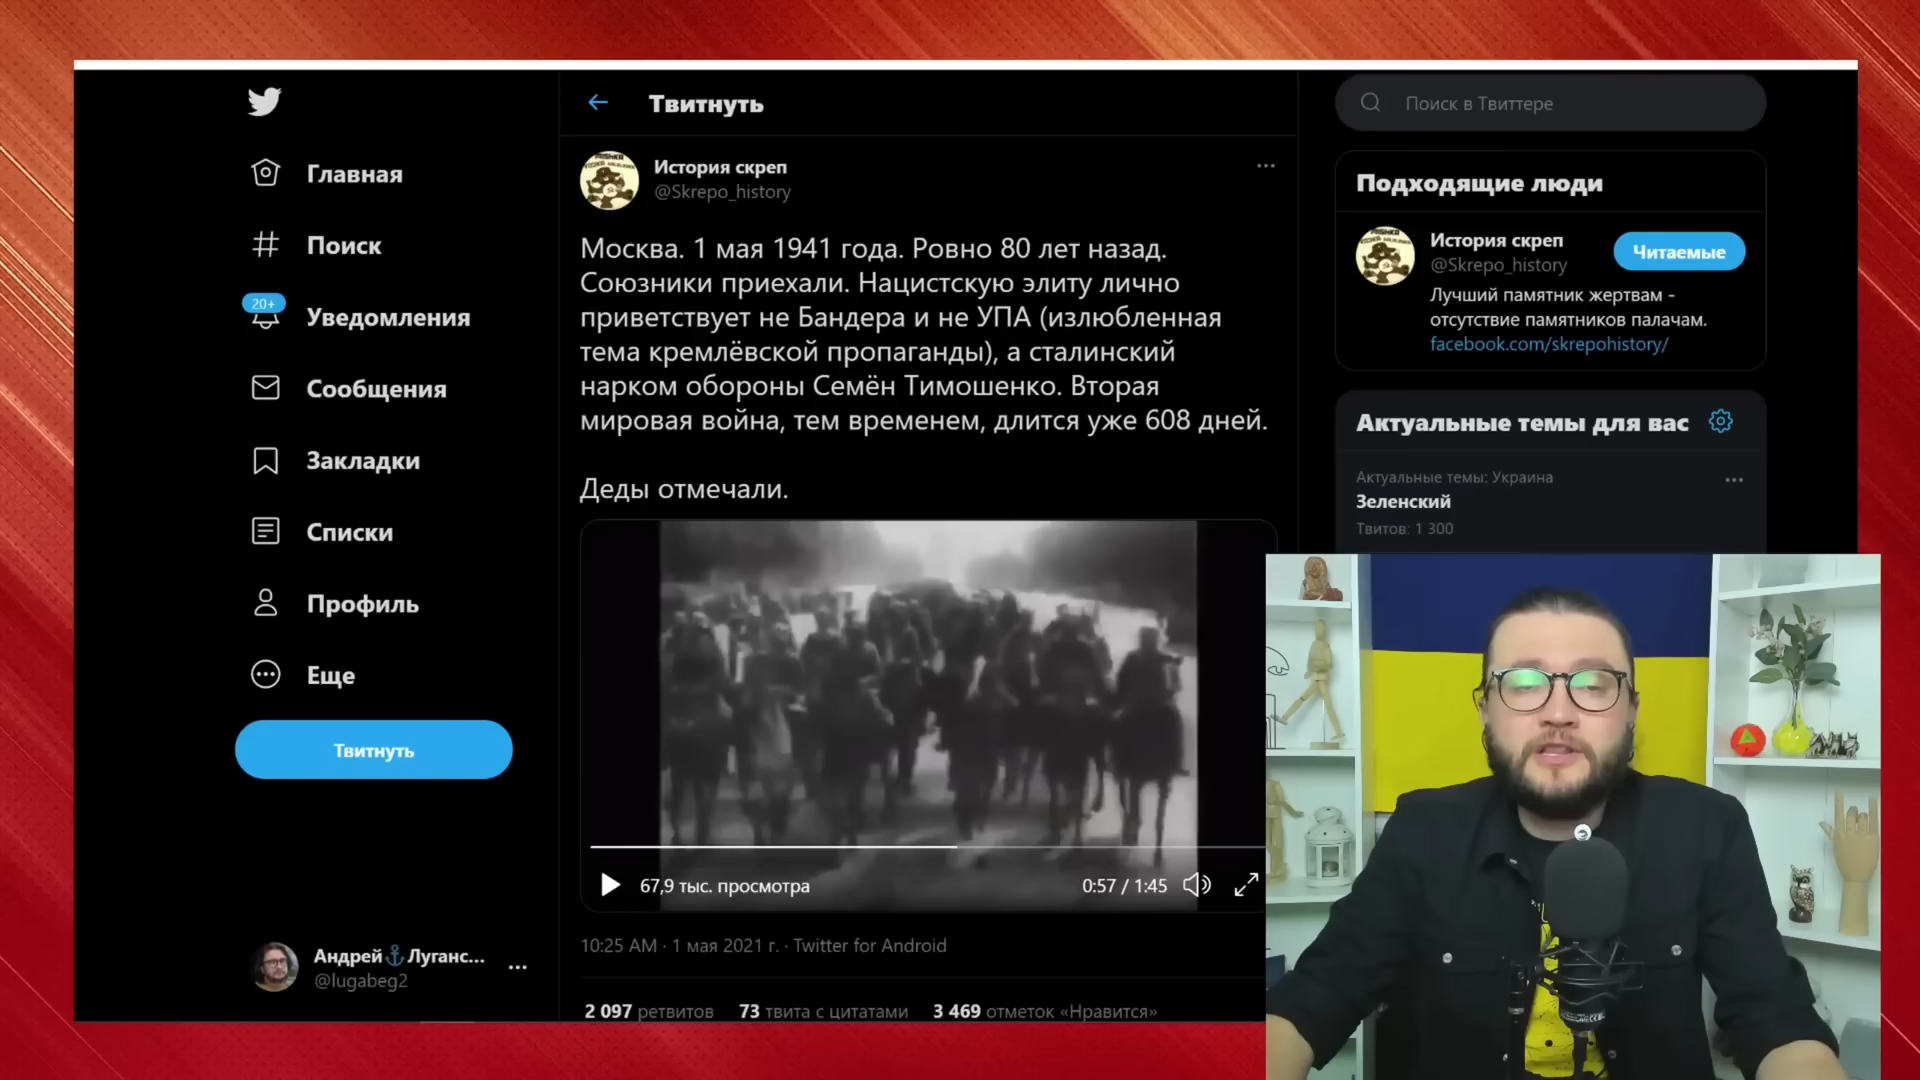 Твитнуть
Поиск в Твиттере
Главная
Поиск
20+
Уведомления
Сообщения
Закладки
Списки
Профиль
Еще
Твитнуть
Андрей⚓Луганс...
@lugabeg2
История скреп
@Skrepo_history
Москва. 1 мая 1941 года. Ровно 80 лет назад.
Союзники приехали. Нацистскую элиту лично
приветствует не Бандера и не УПА (излюбленная
тема кремлёвской пропаганды), а сталинский
нарком обороны Семён Тимошенко. Вторая
мировая война, тем временем, длится уже 608 дней.
Деды отмечали.
67,9 тыс. просмотра
0:57 / 1:45
10:25 AM · 1 мая 2021 г. · Twitter for Android
2 097 ретвитов 73 твита с цитатами 3 469 отметок «Нравится»
Подходящие люди
История скреп
@Skrepo_history
Читаемые
Лучший памятник жертвам -
отсутствие памятников палачам.
facebook.com/skrepohistory/
Актуальные темы для вас
Актуальные темы: Украина
Зеленский
Твитов: 1 300